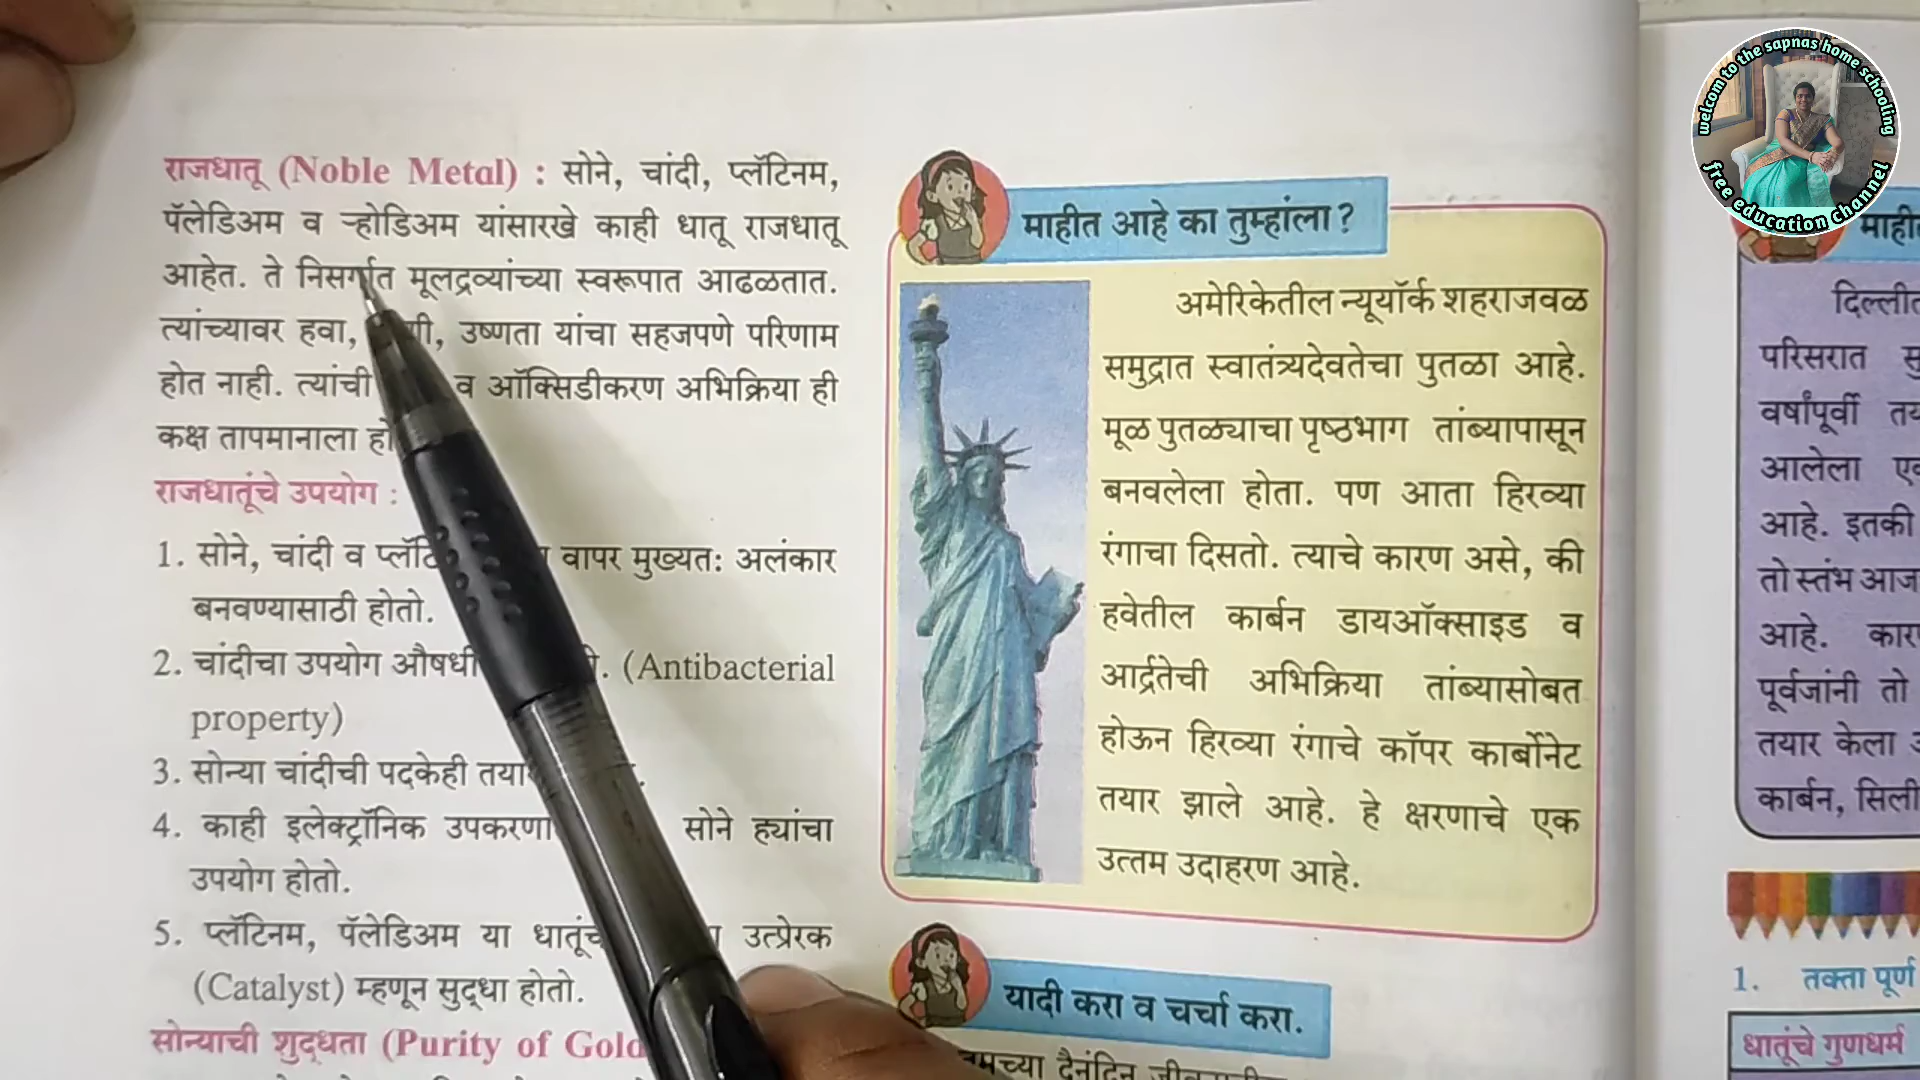 welcom to the sapnas home schooling
free education channel
राजधातू (Noble Metal) : सोने, चांदी, प्लॅटिनम,
पॅलेडिअम व ऱ्होडिअम यांसारखे काही धातू राजधातू
आहेत. ते निसर्गात मूलद्रव्यांच्या स्वरूपात आढळतात.
त्यांच्यावर हवा, उष्णता यांचा सहजपणे परिणाम
होत नाही. त्यांची व ऑक्सिडीकरण अभिक्रिया ही
कक्ष तापमानाला
राजधातूंचे उपयोग :
1. सोने, चांदी व वापर मुख्यतः अलंकार
बनवण्यासाठी होतो.
2. चांदीचा उपयोग औषधी (Antibacterial
property)
3. सोन्या चांदीची पदकेही
4. काही इलेक्ट्रॉनिक सोने ह्यांचा
उपयोग होतो.
5. प्लॅटिनम, पॅलेडिअम या उत्प्रेरक
(Catalyst) म्हणून सुद्धा होतो.
सोन्याची शुद्धता (Purity of Gold
माहीत आहे का तुम्हांला?
अमेरिकेतील न्यूयॉर्क शहराजवळ
समुद्रात स्वातंत्र्यदेवतेचा पुतळा आहे.
मूळ पुतळ्याचा पृष्ठभाग तांब्यापासून
बनवलेला होता. पण आता हिरव्या
रंगाचा दिसतो. त्याचे कारण असे, की
हवेतील कार्बन डायऑक्साइड व
आर्द्रतेची अभिक्रिया तांब्यासोबत
होऊन हिरव्या रंगाचे कॉपर कार्बोनेट
तयार झाले आहे. हे क्षरणाचे एक
उत्तम उदाहरण आहे.
यादी करा व चर्चा करा.
दैनंदिन
परिसरात
वर्षांपूर्वी
आलेला
आहे. इतकी
तो स्तंभ आज
आहे.
पूर्वजांनी तो
तयार केला
कार्बन,
1. तक्ता पूर्ण
धातूंचे गुणधर्म